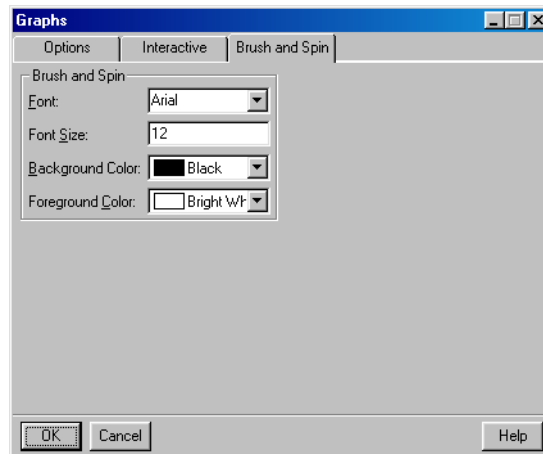 Graphs
Options Interactive Brush and Spin
Brush and Spin
Font: Arial
Font Size: 12
Background Color: Black
Foreground Color: Bright Wh
OK Cancel Help